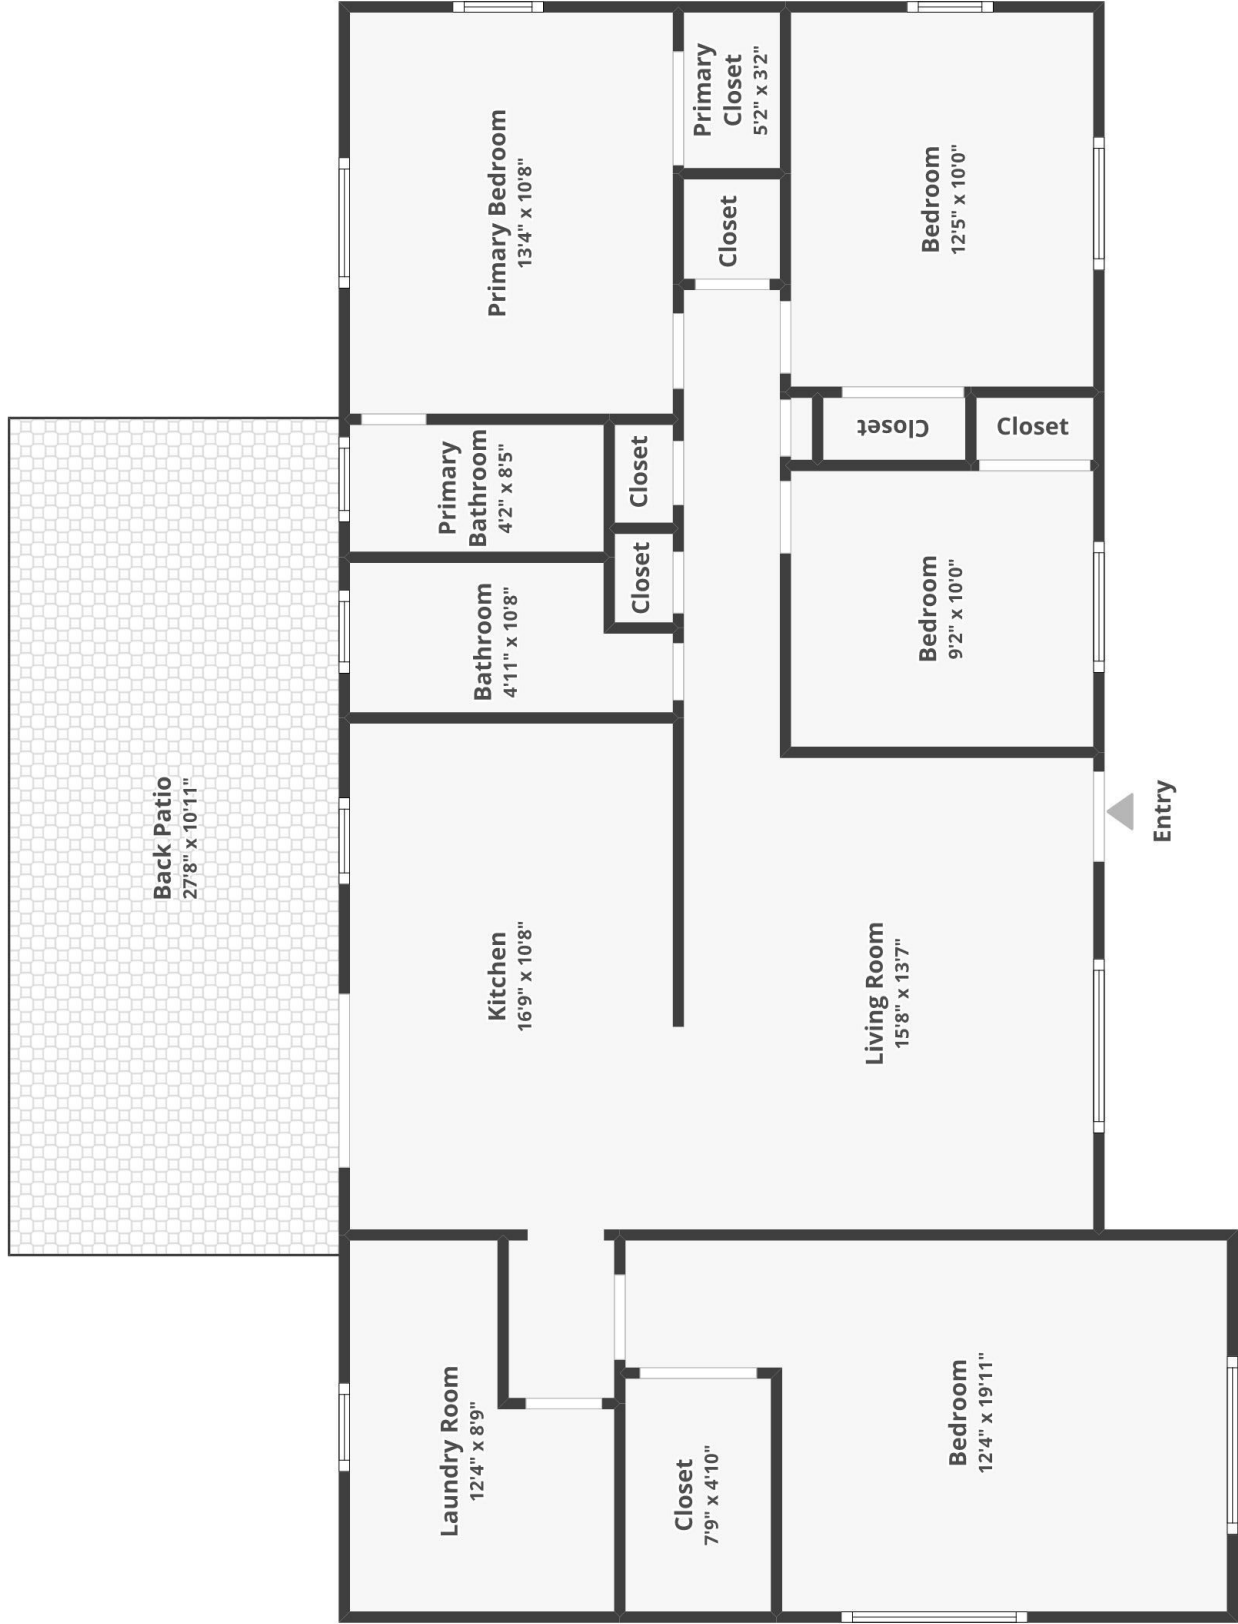 Primary Bedroom
13'4" x 10'8"
Primary
Closet
5'2" x 3'2"
Closet
Bedroom
12'5" x 10'0"
Closet
Closet
Primary
Bathroom
4'2" x 8'5"
Closet
Closet
Bathroom
4'11" x 10'8"
Bedroom
9'2" x 10'0"
Back Patio
27'8" x 10'11"
Kitchen
16'9" x 10'8"
Living Room
15'8" x 13'7"
Entry
Laundry Room
12'4" x 8'9"
Closet
7'9" x 4'10"
Bedroom
12'4" x 19'11"